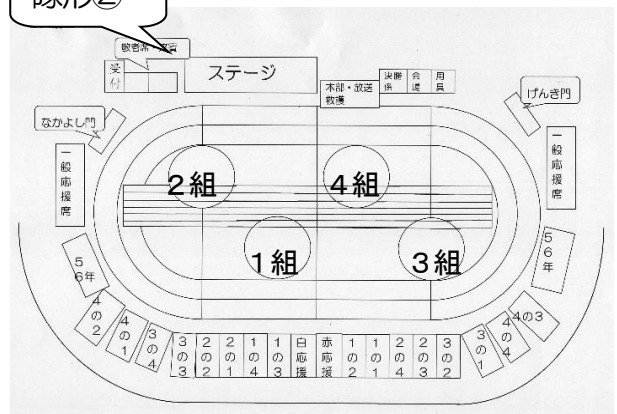 隊形②
敬者席・来賓
受付
ステージ
本部・放送
救護
決勝係
会場
用具
なかよし門
げんき門
一般応援席
一般応援席
2組
4組
1組
3組
56年
56年
4の2
4の1
3の4
3の3
2の2
2の1
1の4
1の3
白応援
赤応援
1の2
1の1
2の4
2の3
3の2
3の1
4の4
4の3